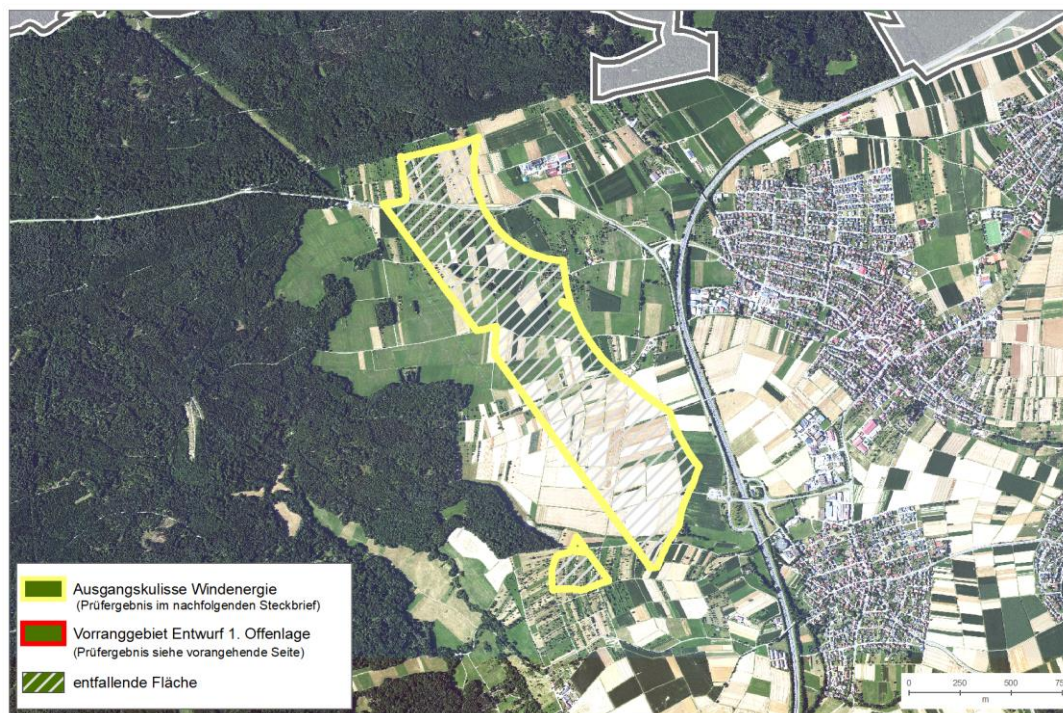 Ausgangskulisse Windenergie
(Prüfergebnis im nachfolgenden Steckbrief)
Vorranggebiet Entwurf 1. Offenlage
(Prüfergebnis siehe vorangehende Seite)
entfallende Fläche
0 250 500 750
m